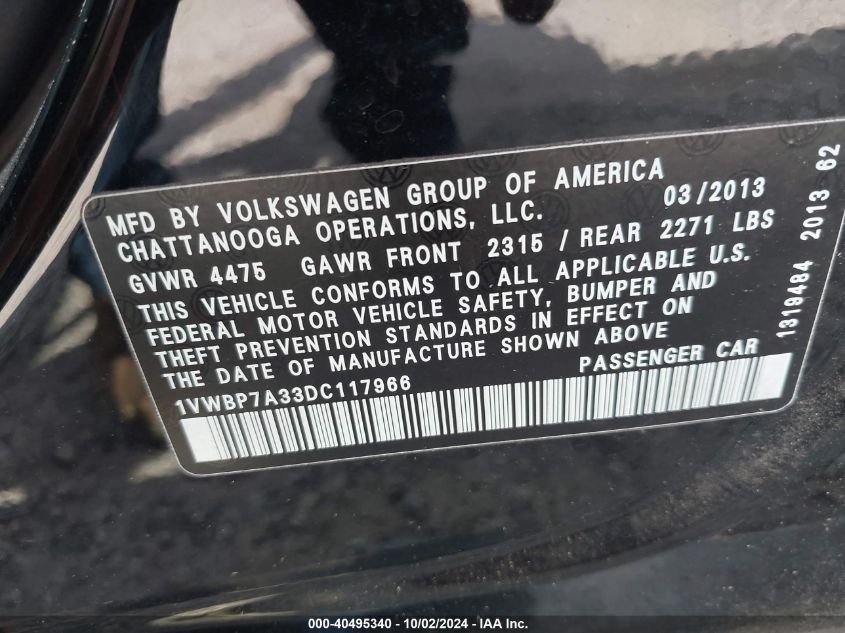 MFD BY VOLKSWAGEN GROUP OF AMERICA 03/2013
CHATTANOOGA OPERATIONS, LLC.
GVWR 4475 GAWR FRONT 2315 / REAR 2271 LBS
THIS VEHICLE CONFORMS TO ALL APPLICABLE U.S.
FEDERAL MOTOR VEHICLE SAFETY, BUMPER AND
THEFT PREVENTION STANDARDS IN EFFECT ON
THE DATE OF MANUFACTURE SHOWN ABOVE
PASSENGER CAR
1VWBP7A33DC117966
1319494 2013 62
000-40495340 - 10/02/2024 - IAA Inc.